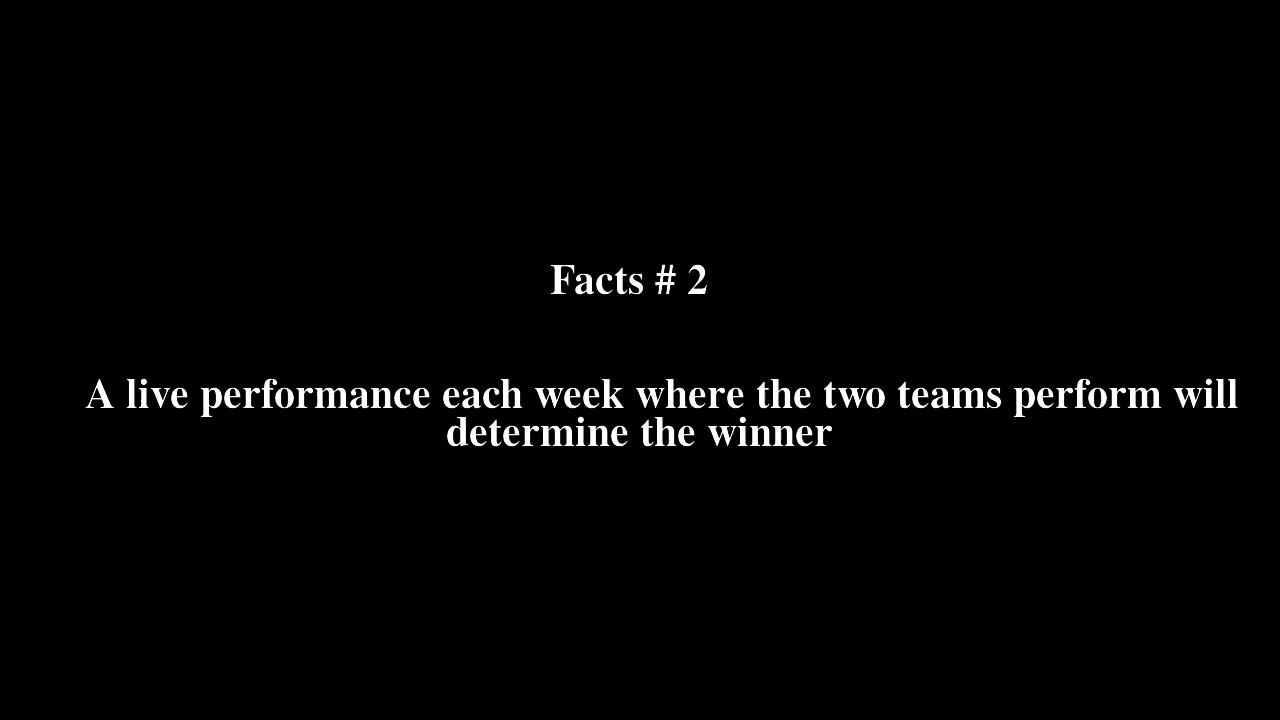 Facts # 2
A live performance each week where the two teams perform will
determine the winner